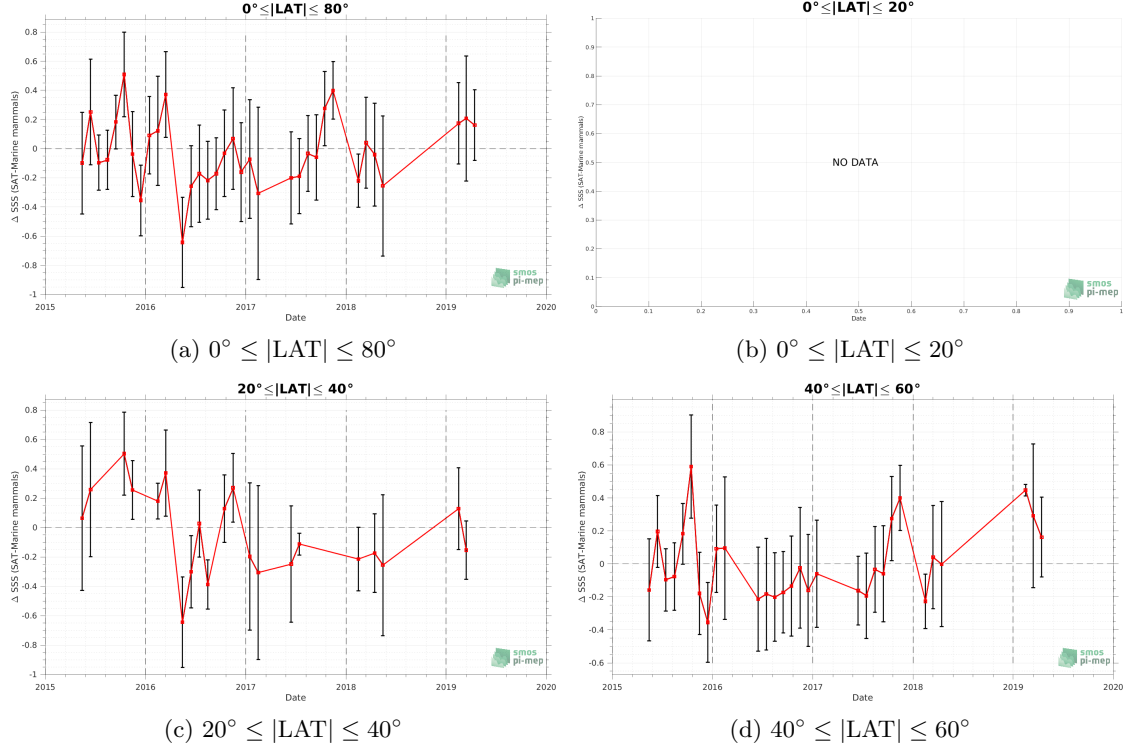 0°≤|LAT|≤ 80°
Δ SSS (SAT-Marine mammals)
0.8
0.6
0.4
0.2
0
-0.2
-0.4
-0.6
-0.8
-1
2015 2016 2017 2018 2019 2020
Date
smos
pi-mep
(a) 0° ≤ |LAT| ≤ 80°
0°≤|LAT|≤ 20°
Δ SSS (SAT-Marine mammals)
1
0.9
0.8
0.7
0.6
0.5
0.4
0.3
0.2
0.1
0
NO DATA
0 0.1 0.2 0.3 0.4 0.5 0.6 0.7 0.8 0.9 1
Date
smos
pi-mep
(b) 0° ≤ |LAT| ≤ 20°
20°≤|LAT|≤ 40°
Δ SSS (SAT-Marine mammals)
0.8
0.6
0.4
0.2
0
-0.2
-0.4
-0.6
-0.8
-1
2015 2016 2017 2018 2019 2020
Date
smos
pi-mep
(c) 20° ≤ |LAT| ≤ 40°
40°≤|LAT|≤ 60°
Δ SSS (SAT-Marine mammals)
0.8
0.6
0.4
0.2
0
-0.2
-0.4
-0.6
2015 2016 2017 2018 2019 2020
Date
smos
pi-mep
(d) 40° ≤ |LAT| ≤ 60°